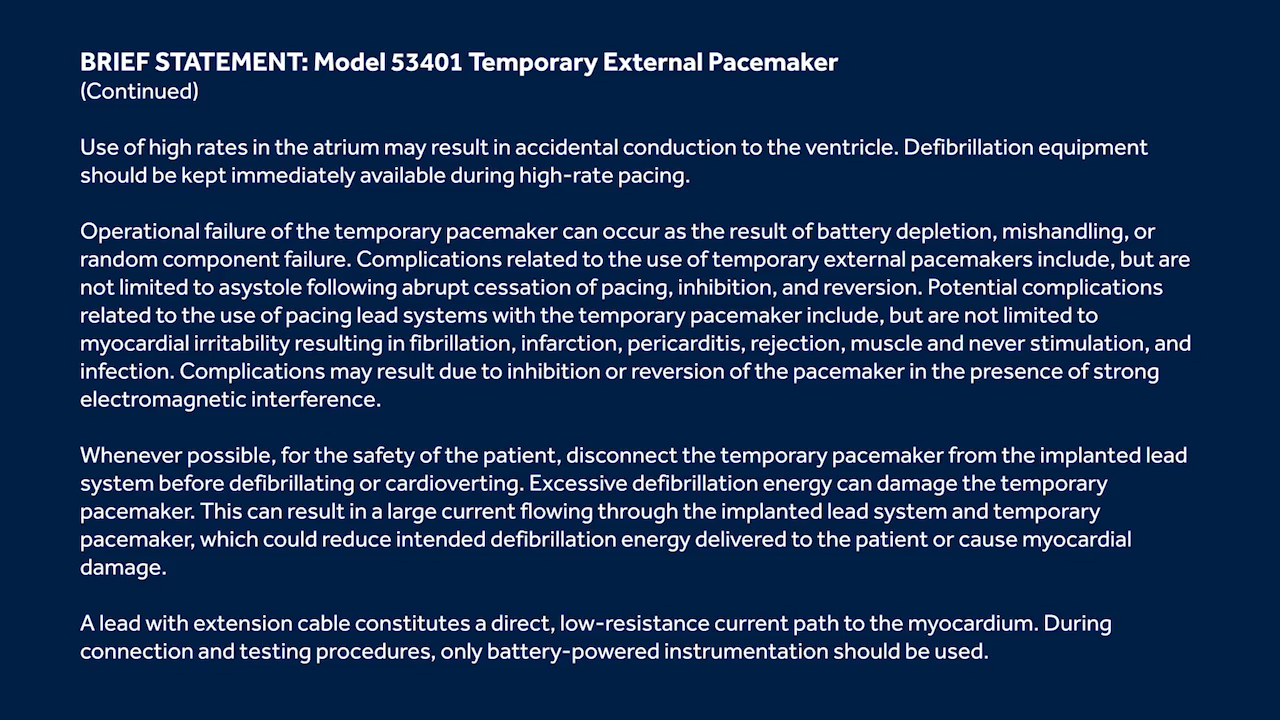 BRIEF STATEMENT: Model 53401 Temporary External Pacemaker
(Continued)
Use of high rates in the atrium may result in accidental conduction to the ventricle. Defibrillation equipment
should be kept immediately available during high-rate pacing.
Operational failure of the temporary pacemaker can occur as the result of battery depletion, mishandling, or
random component failure. Complications related to the use of temporary external pacemakers include, but are
not limited to asystole following abrupt cessation of pacing, inhibition, and reversion. Potential complications
related to the use of pacing lead systems with the temporary pacemaker include, but are not limited to
myocardial irritability resulting in fibrillation, infarction, pericarditis, rejection, muscle and never stimulation, and
infection. Complications may result due to inhibition or reversion of the pacemaker in the presence of strong
electromagnetic interference.
Whenever possible, for the safety of the patient, disconnect the temporary pacemaker from the implanted lead
system before defibrillating or cardioverting. Excessive defibrillation energy can damage the temporary
pacemaker. This can result in a large current flowing through the implanted lead system and temporary
pacemaker, which could reduce intended defibrillation energy delivered to the patient or cause myocardial
damage.
A lead with extension cable constitutes a direct, low-resistance current path to the myocardium. During
connection and testing procedures, only battery-powered instrumentation should be used.